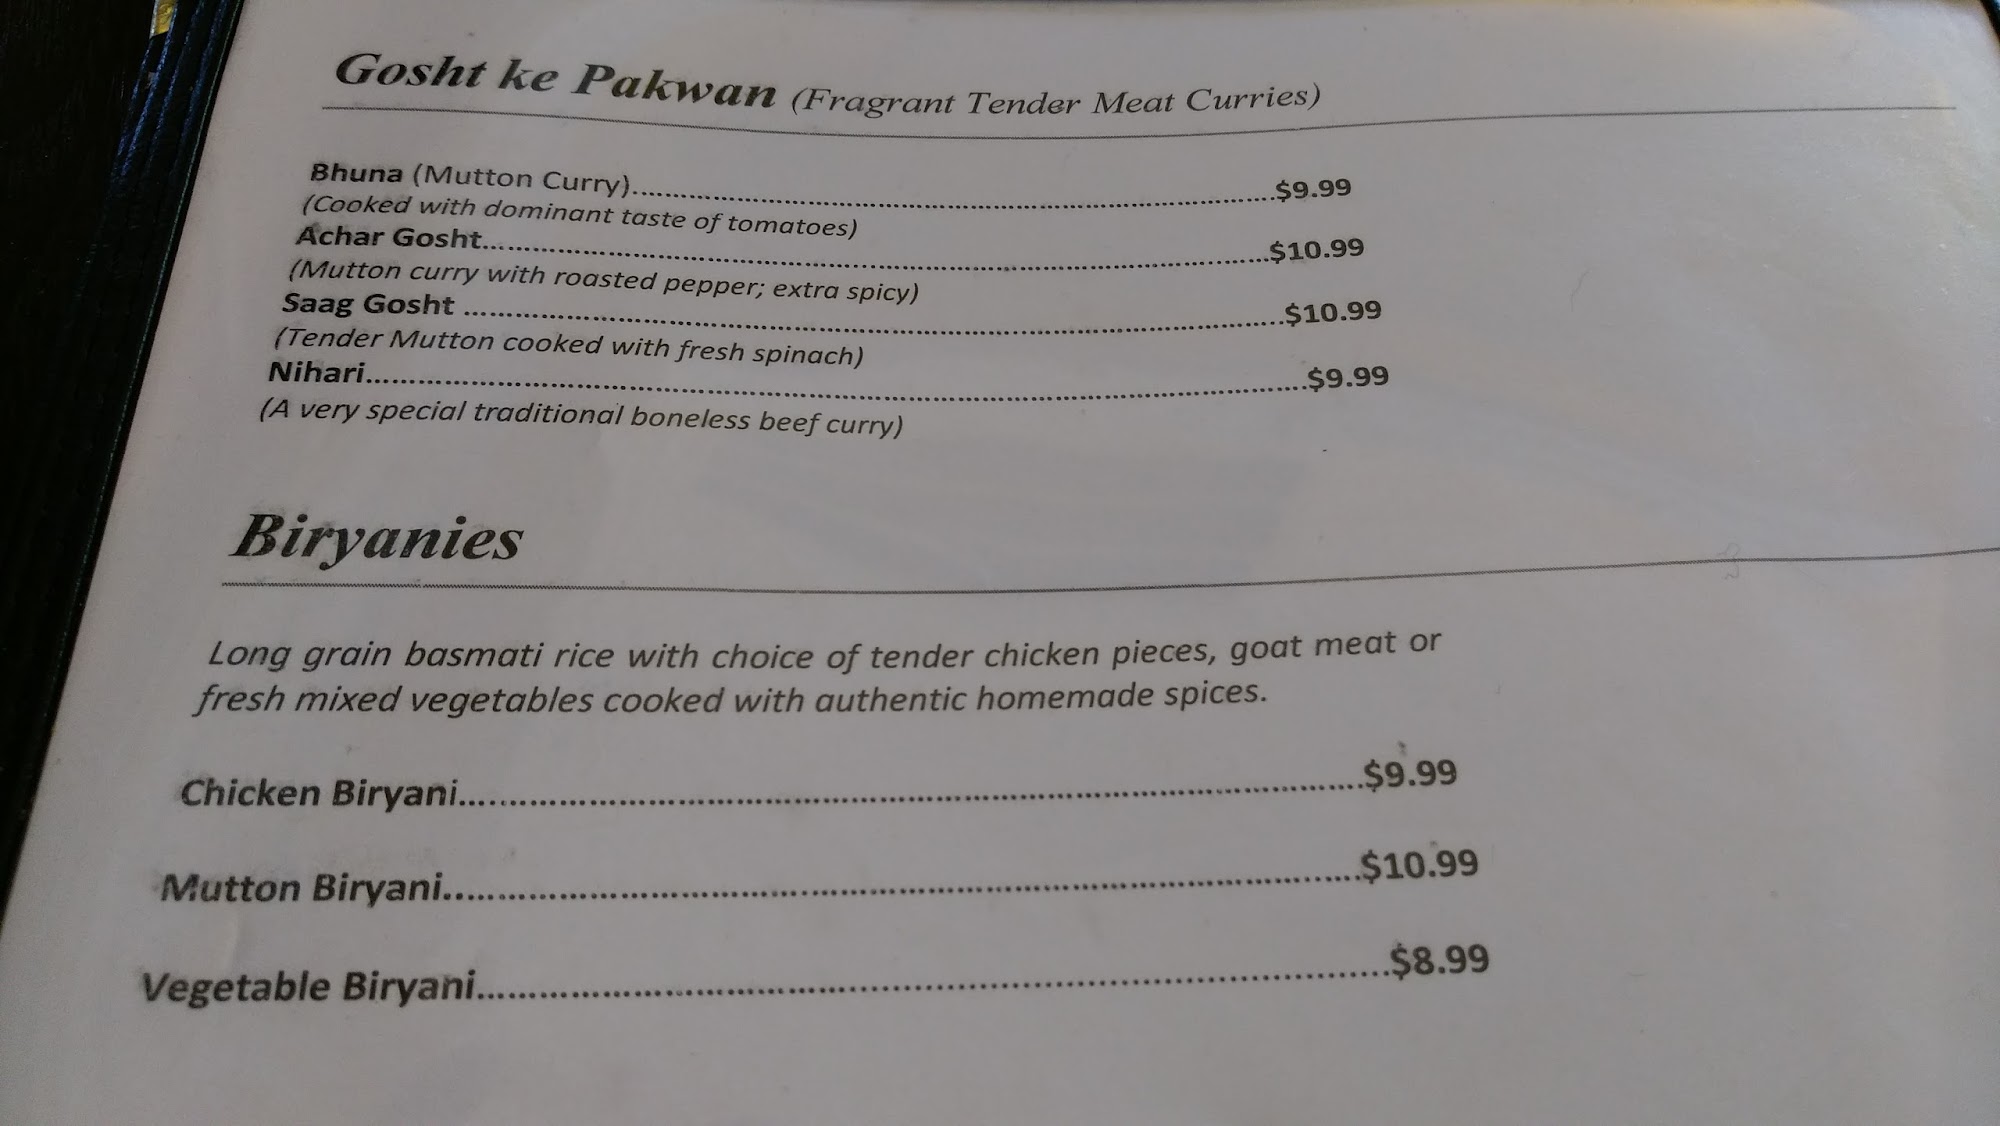 Gosht ke Pakwan (Fragrant Tender Meat Curries)
Bhuna (Mutton Curry)..........................................................................$9.99
(Cooked with dominant taste of tomatoes)
Achar Gosht..........................................................................$10.99
(Mutton curry with roasted pepper; extra spicy)
Saag Gosht ..........................................................................$10.99
(Tender Mutton cooked with fresh spinach)
Nihari..........................................................................$9.99
(A very special traditional boneless beef curry)
Biryanies
Long grain basmati rice with choice of tender chicken pieces, goat meat or
fresh mixed vegetables cooked with authentic homemade spices.
Chicken Biryani..........................................................................$9.99
Mutton Biryani..........................................................................$10.99
Vegetable Biryani..........................................................................$8.99